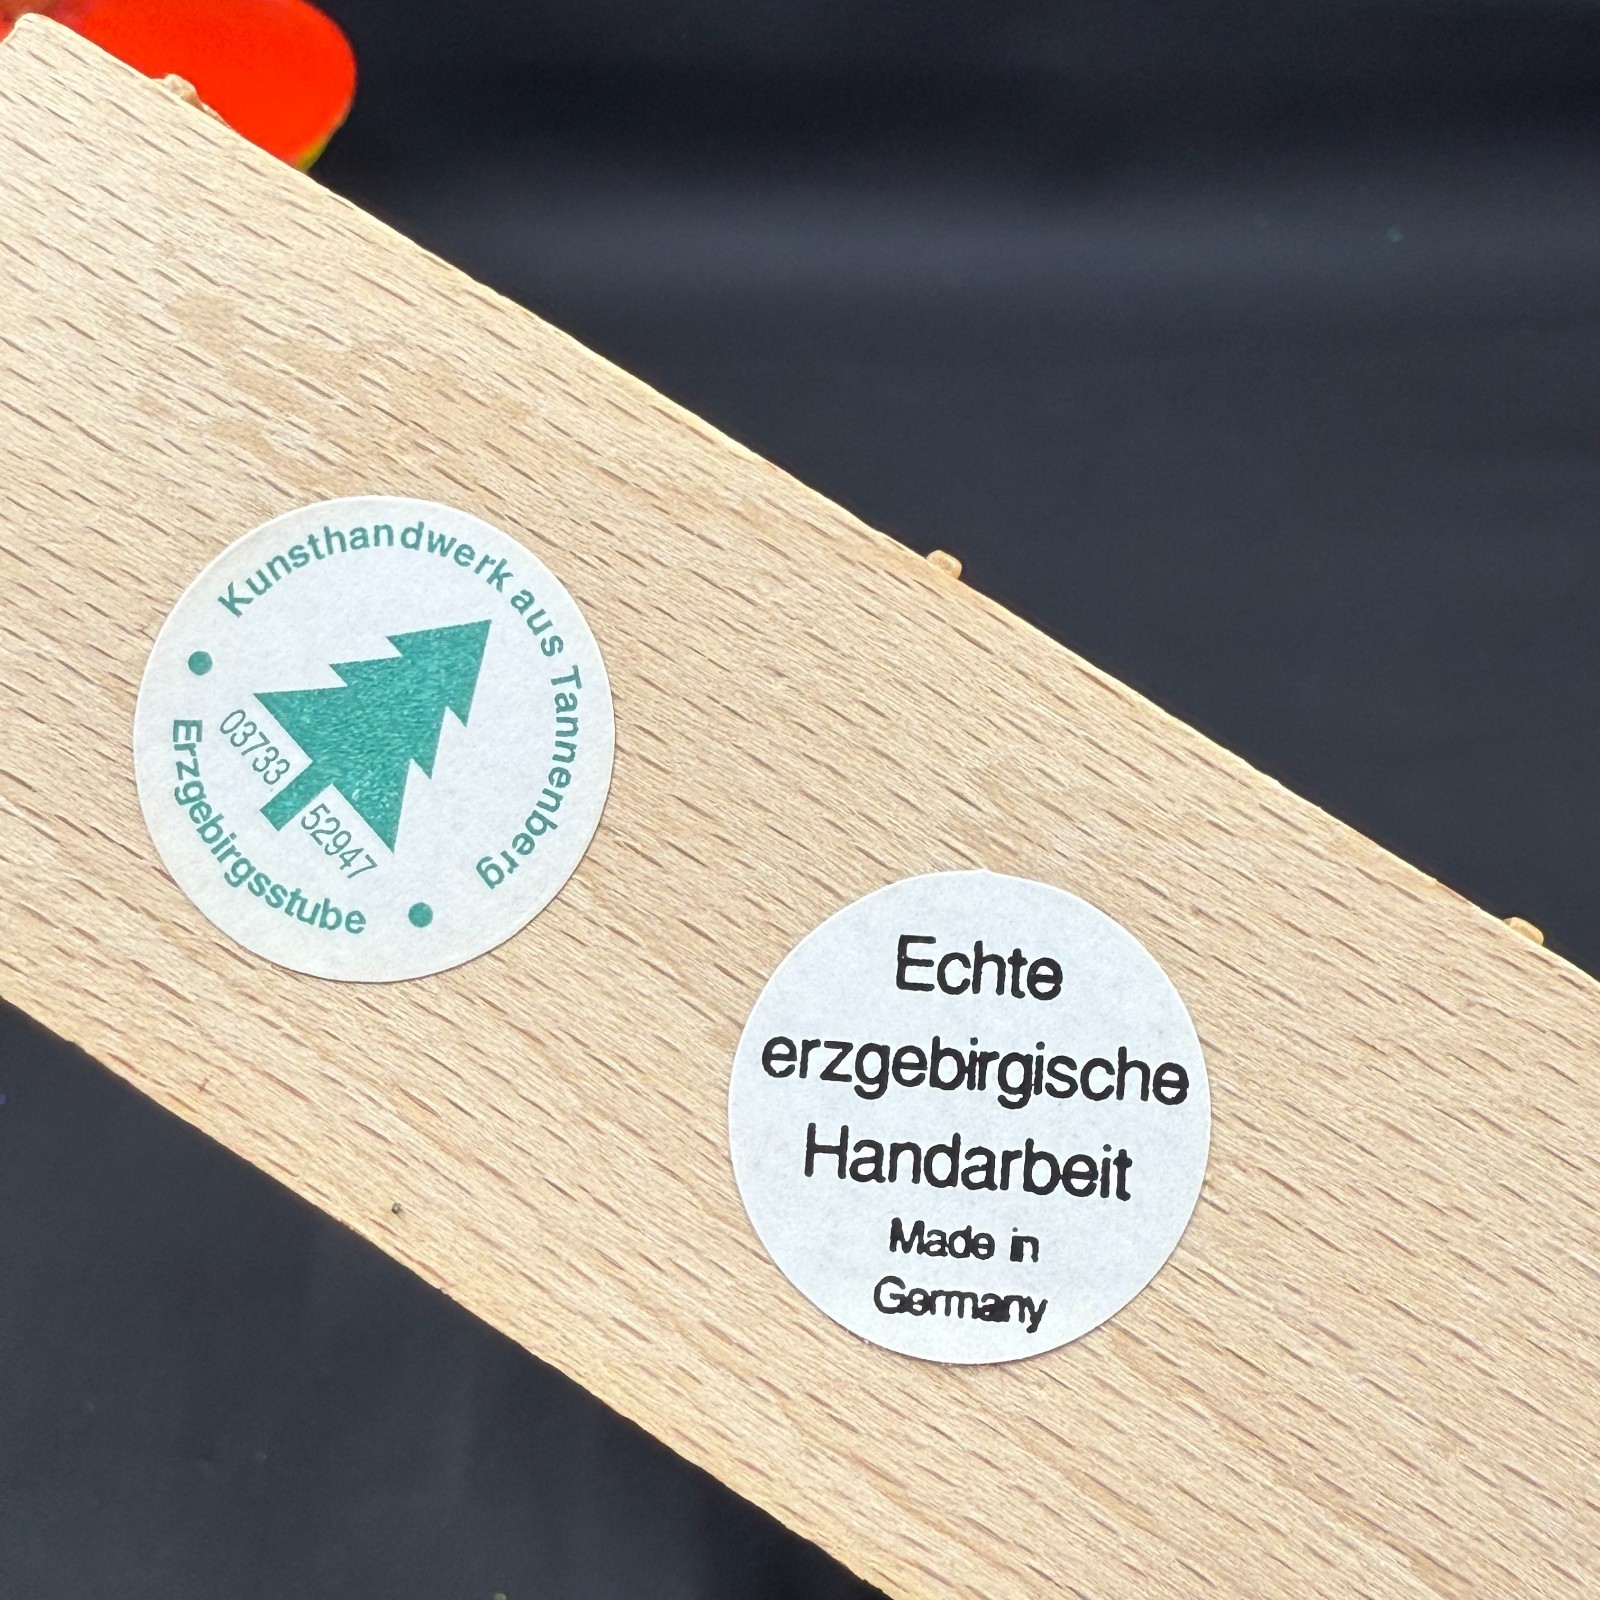 Kunsthandwerk aus Tannenberg
03733
52947
Erzgebirgsstube
Echte
erzgebirgische
Handarbeit
Made in
Germany